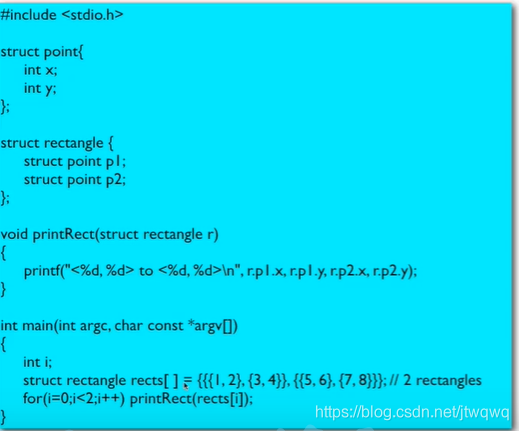 #include <stdio.h>
struct point{
int x;
int y;
};
struct rectangle {
struct point p1;
struct point p2;
};
void printRect(struct rectangle r)
{
printf("<%d, %d> to <%d, %d>\n", r.p1.x, r.p1.y, r.p2.x, r.p2.y);
}
int main(int argc, char const *argv[])
{
int i;
struct rectangle rects[ ] = {{{1, 2}, {3, 4}}, {{5, 6}, {7, 8}}}; // 2 rectangles
for(i=0;i<2;i++) printRect(rects[i]);
}
https://blog.csdn.net/jtwqwq